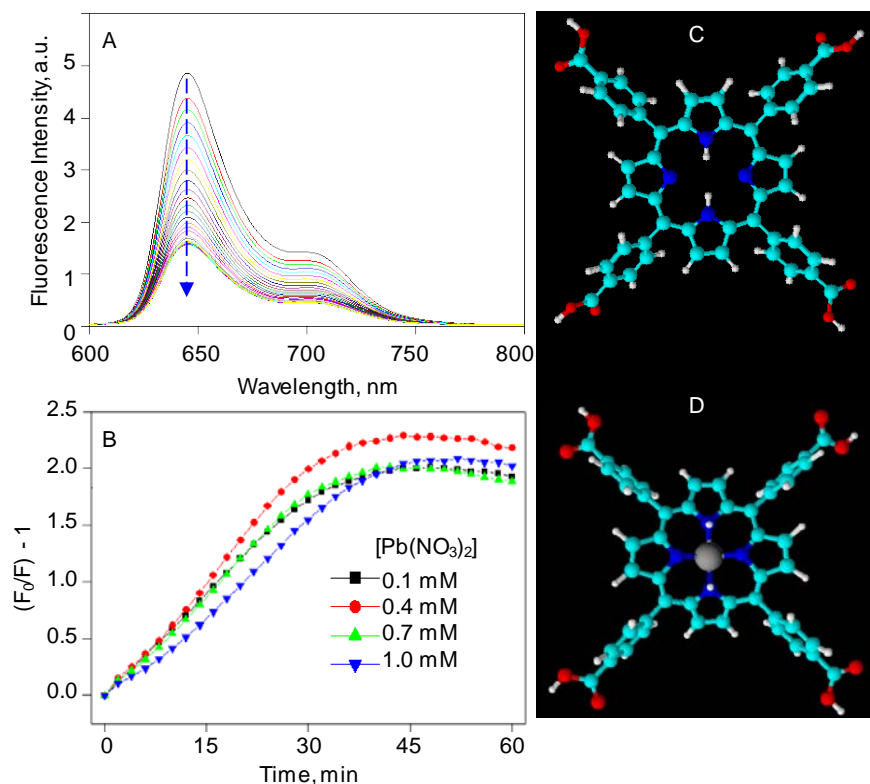 A
Fluorescence Intensity, a.u.
5
4
3
2
1
0
600 650 700 750 800
Wavelength, nm
B
(F₀/F) - 1
2.5
2.0
1.5
1.0
0.5
0.0
[Pb(NO₃)₂]
0.1 mM
0.4 mM
0.7 mM
1.0 mM
0 15 30 45 60
Time, min
C
D